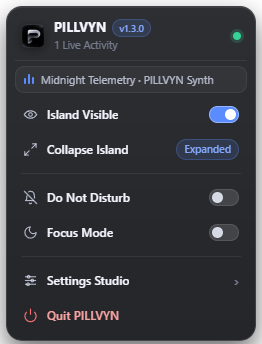 PILLVYN v1.3.0
1 Live Activity
Midnight Telemetry - PILLVYN Synth
Island Visible
Collapse Island Expanded
Do Not Disturb
Focus Mode
Settings Studio
Quit PILLVYN